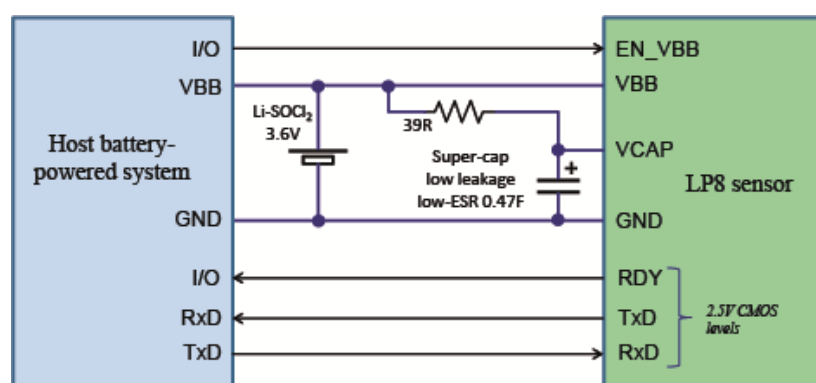 I/O
EN_VBB
VBB
VBB
Li-SOCl₂
3.6V
39R
Host battery-
powered system
Super-cap
low leakage
low-ESR 0.47F
+
VCAP
LP8 sensor
GND
GND
I/O
RDY
RxD
TxD
2.5V CMOS
levels
TxD
RxD